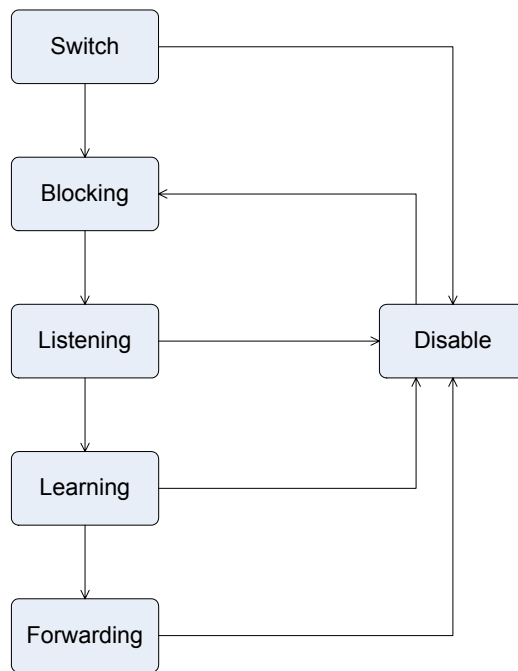 Switch
Blocking
Listening
Disable
Learning
Forwarding